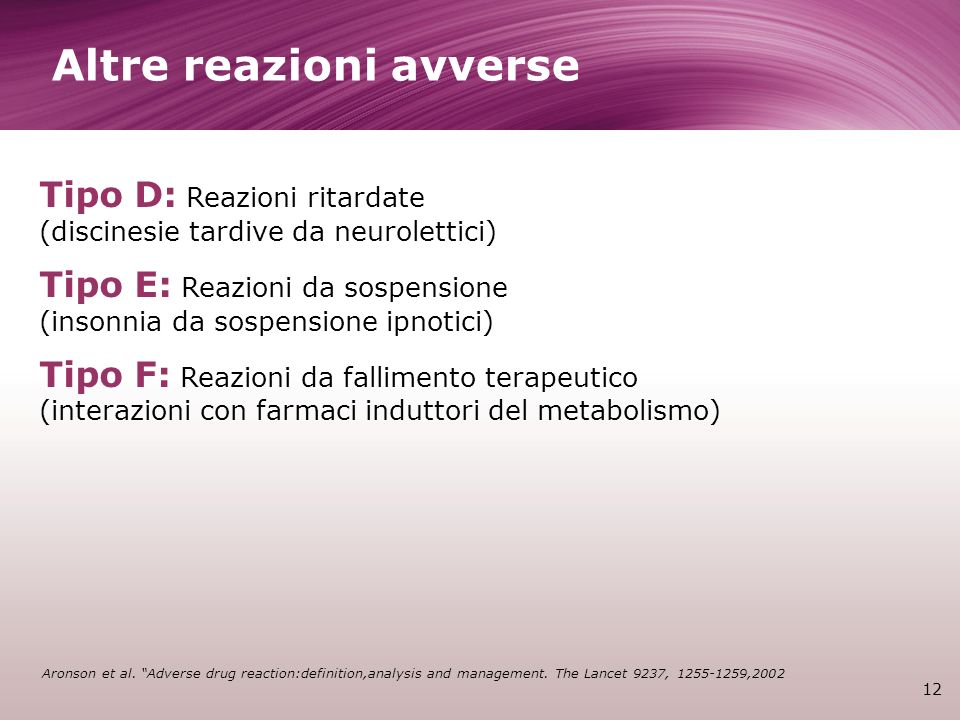 Altre reazioni avverse
Tipo D: Reazioni ritardate
(discinesie tardive da neurolettici)
Tipo E: Reazioni da sospensione
(insonnia da sospensione ipnotici)
Tipo F: Reazioni da fallimento terapeutico
(interazioni con farmaci induttori del metabolismo)
Aronson et al. “Adverse drug reaction:definition,analysis and management. The Lancet 9237, 1255-1259,2002
12